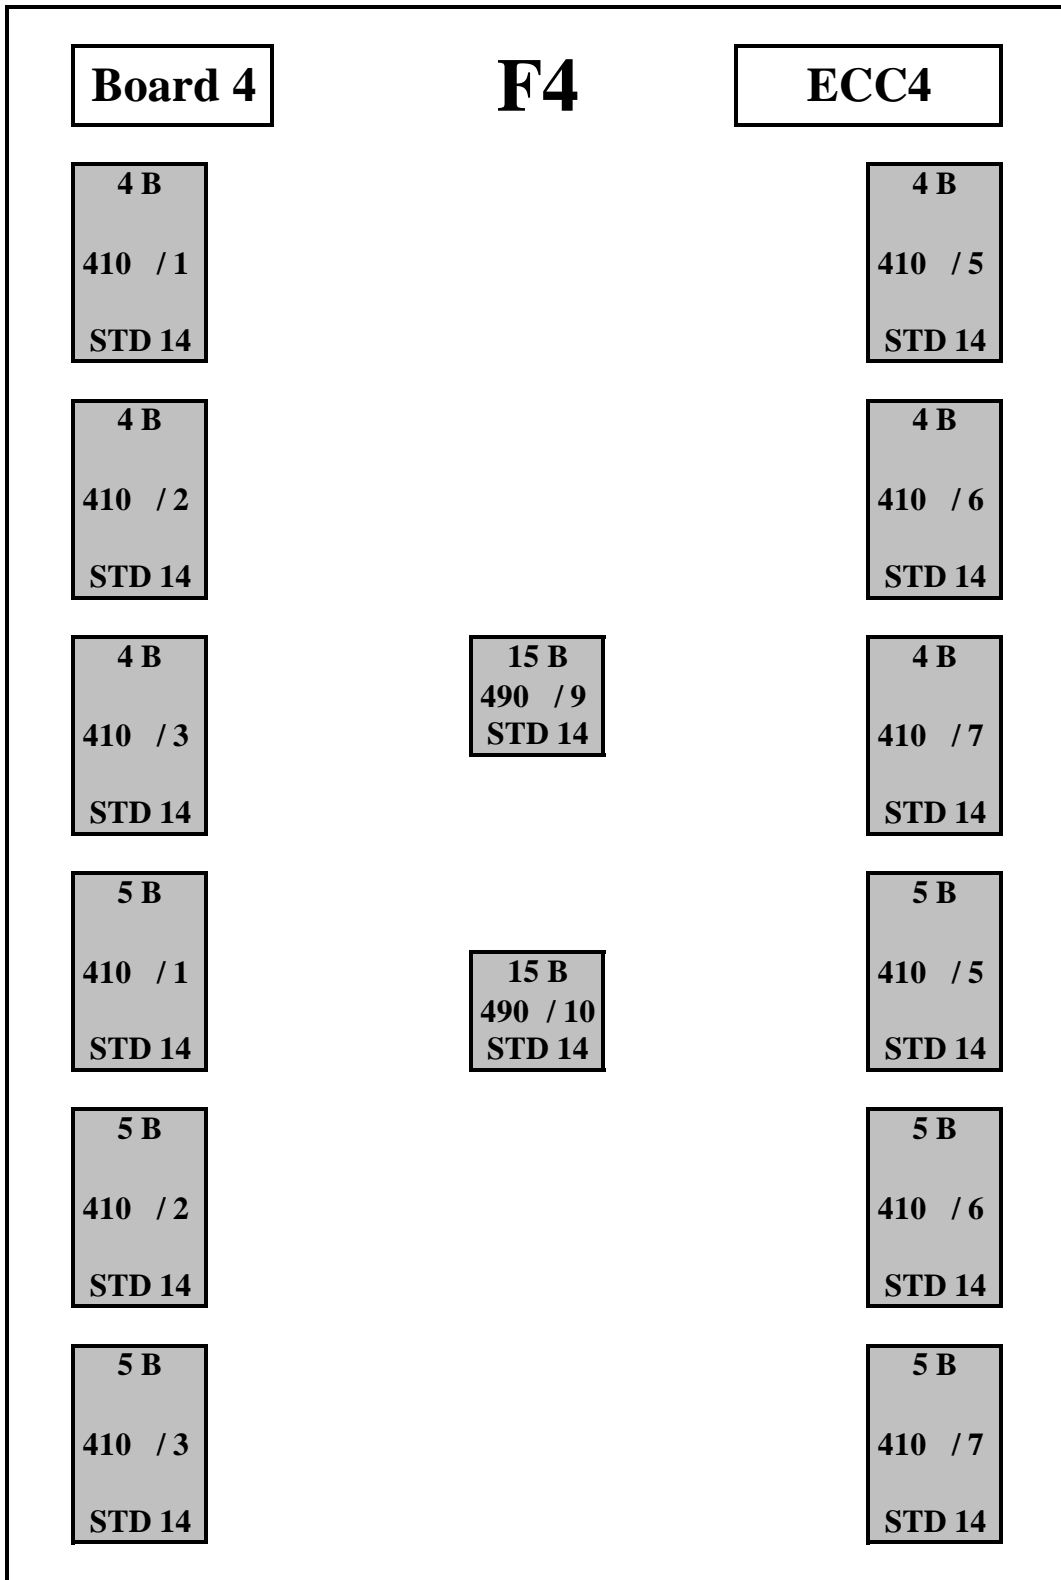 Board 4 F4 ECC4
4 B 4 B
410 / 1 410 / 5
STD 14 STD 14
4 B 4 B
410 / 2 410 / 6
STD 14 STD 14
4 B 15 B 4 B
490 / 9
410 / 3 STD 14 410 / 7
STD 14 STD 14
5 B 5 B
410 / 1 15 B 410 / 5
490 / 10
STD 14 STD 14 STD 14
5 B 5 B
410 / 2 410 / 6
STD 14 STD 14
5 B 5 B
410 / 3 410 / 7
STD 14 STD 14